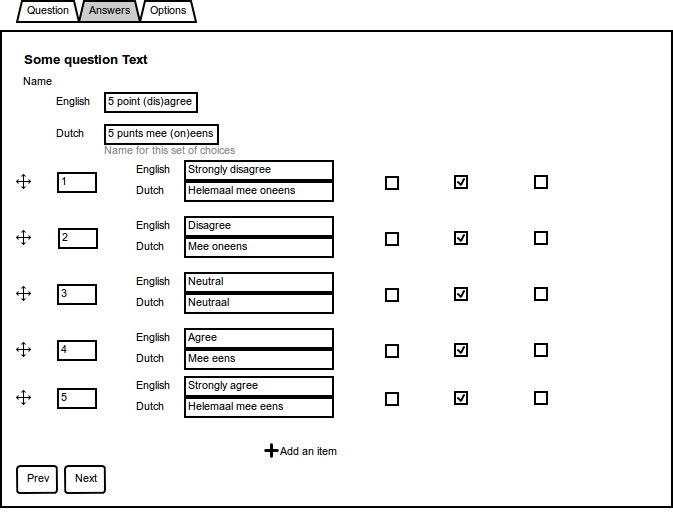 Question Answers Options
Some question Text
Name
English 5 point (dis)agree
Dutch 5 punts mee (on)eens
Name for this set of choices
English Strongly disagree
1
Dutch Helemaal mee oneens
English Disagree
2
Dutch Mee oneens
English Neutral
3
Dutch Neutraal
English Agree
4
Dutch Mee eens
English Strongly agree
5
Dutch Helemaal mee eens
Add an item
Prev Next